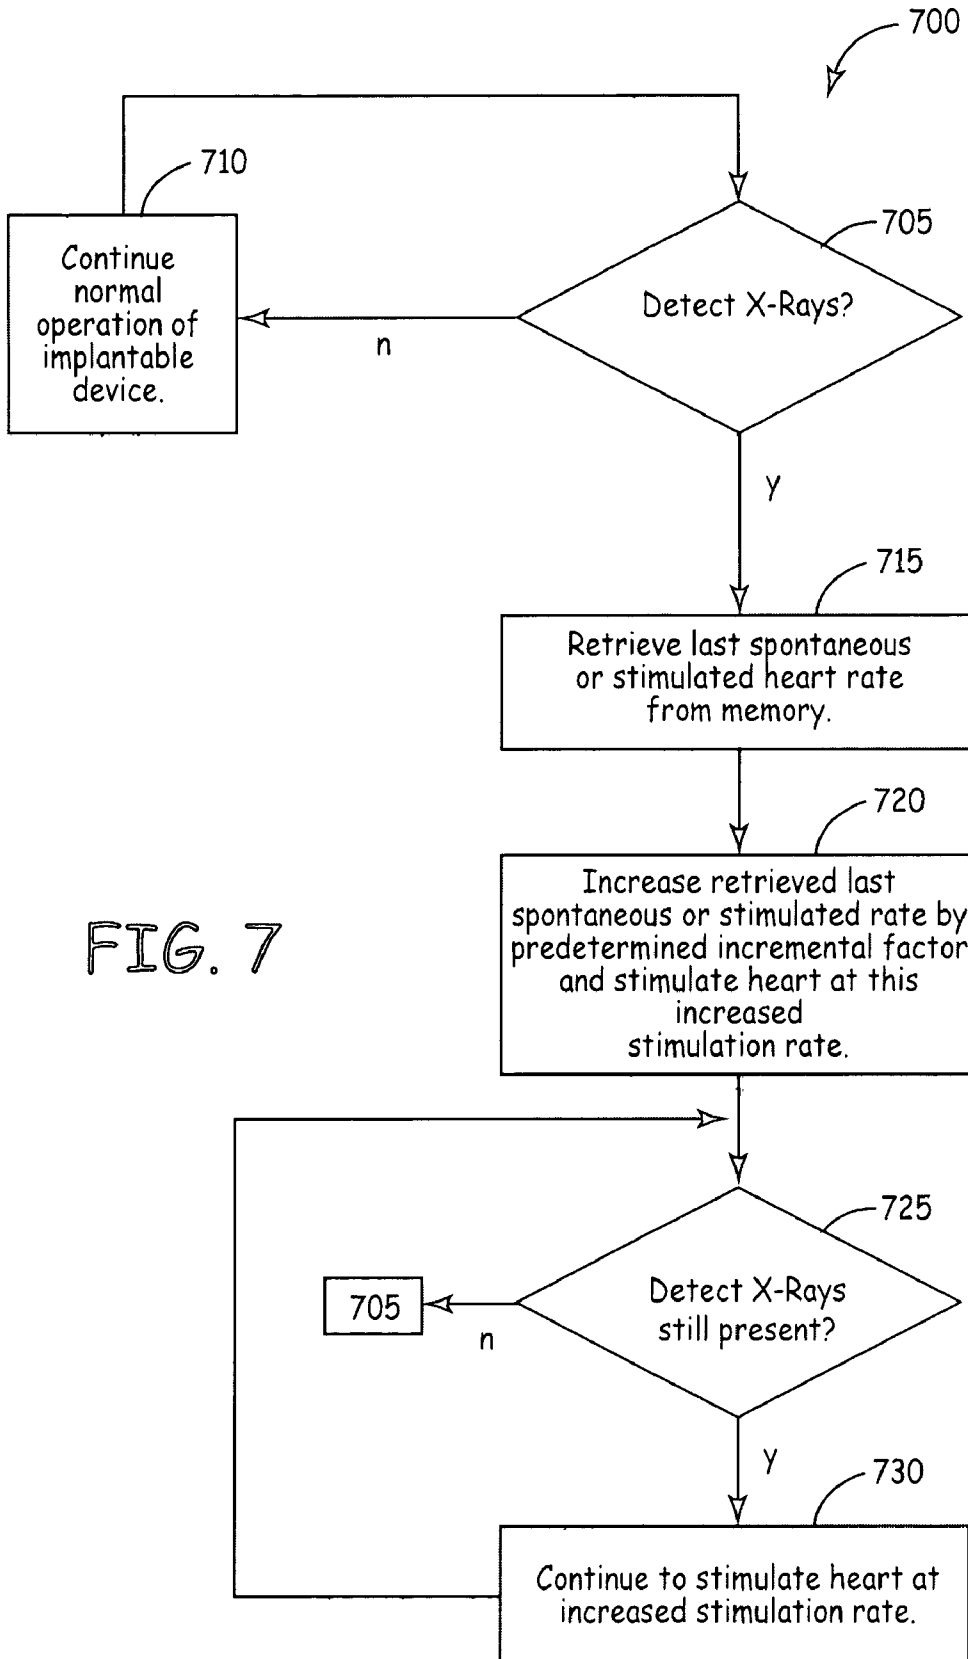 700
710
705
Continue
normal
operation of
implantable
device.
Detect X-Rays?
n
y
715
Retrieve last spontaneous
or stimulated heart rate
from memory.
720
Increase retrieved last
spontaneous or stimulated rate by
predetermined incremental factor
and stimulate heart at this
increased
stimulation rate.
FIG. 7
725
Detect X-Rays
still present?
705
n
y
730
Continue to stimulate heart at
increased stimulation rate.